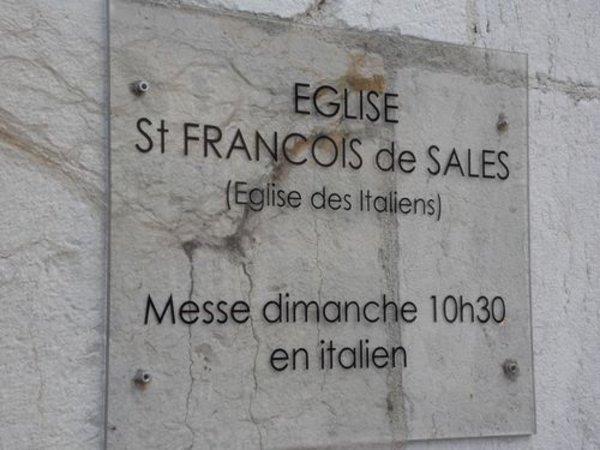 EGLISE
St FRANCOIS de SALES
(Eglise des Italiens)
Messe dimanche 10h30
en italien